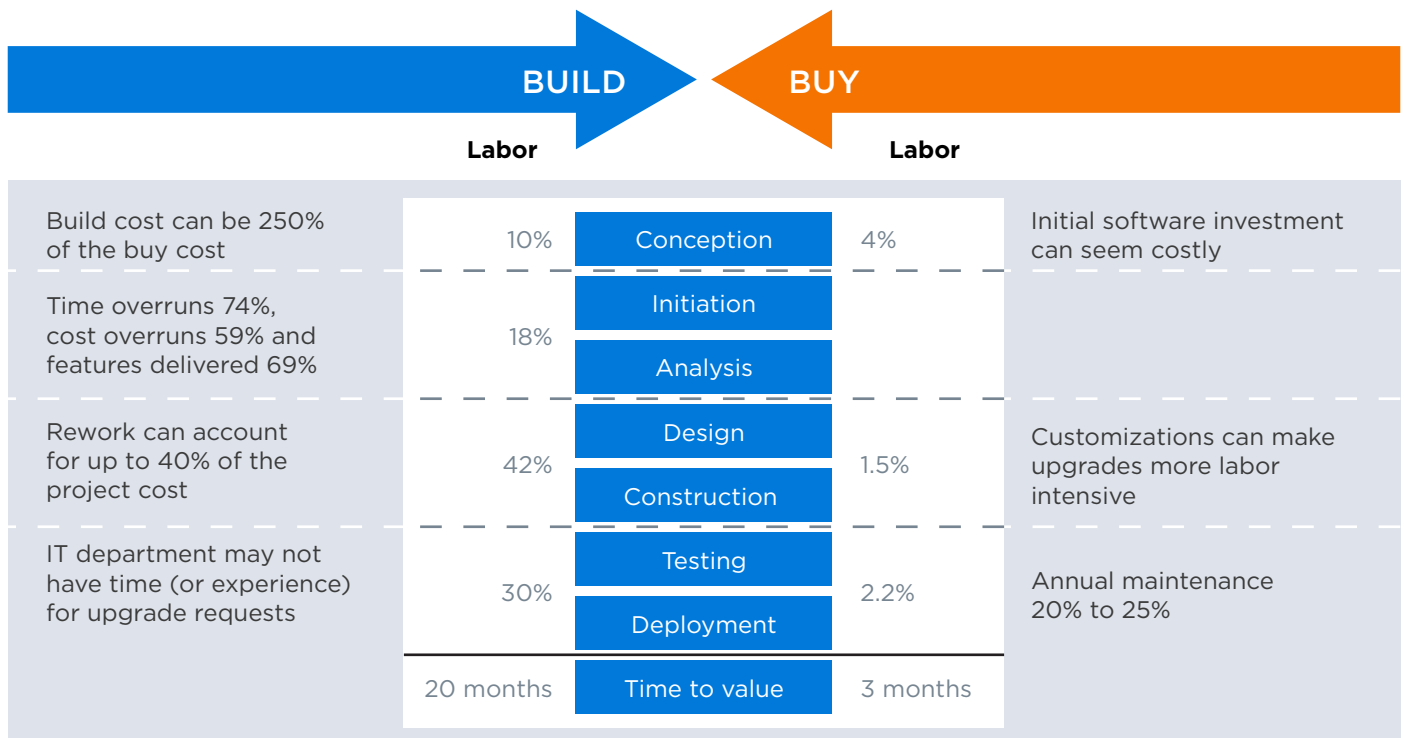 BUILD
BUY
Labor
Labor
Build cost can be 250%
of the buy cost
10%
Conception
4%
Initial software investment
can seem costly
Time overruns 74%,
cost overruns 59% and
features delivered 69%
18%
Initiation
Analysis
Rework can account
for up to 40% of the
project cost
42%
Design
Construction
1.5%
Customizations can make
upgrades more labor
intensive
IT department may not
have time (or experience)
for upgrade requests
30%
Testing
Deployment
2.2%
Annual maintenance
20% to 25%
20 months
Time to value
3 months